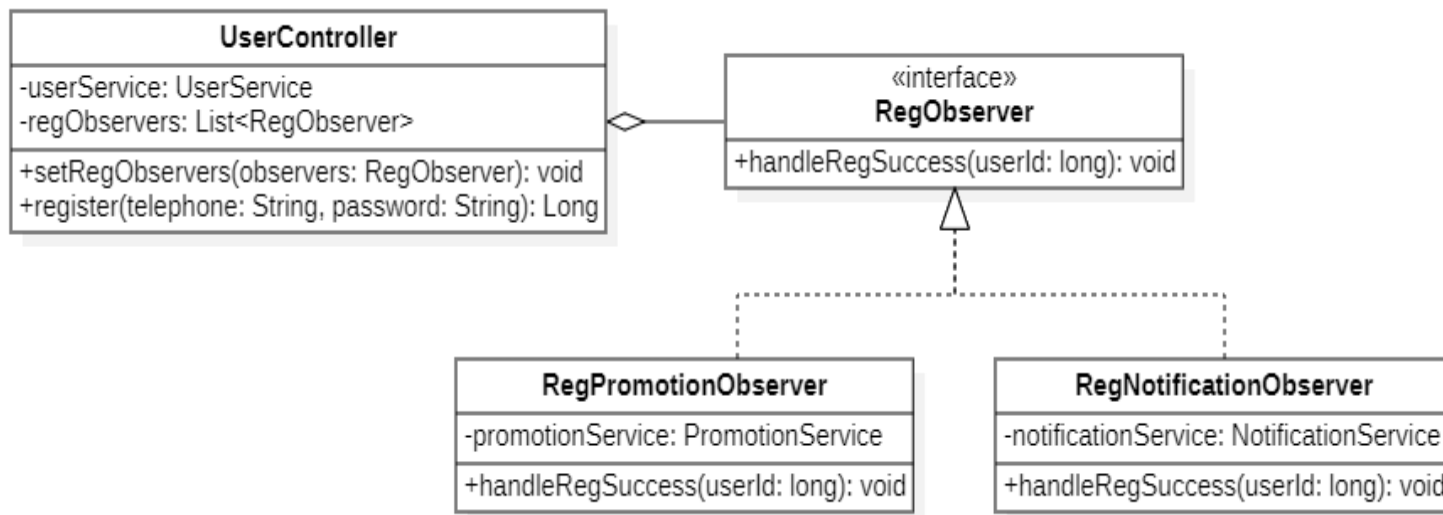 UserController
-userService: UserService
-regObservers: List<RegObserver>
+setRegObservers(observers: RegObserver): void
+register(telephone: String, password: String): Long
«interface»
RegObserver
+handleRegSuccess(userId: long): void
RegPromotionObserver
-promotionService: PromotionService
+handleRegSuccess(userId: long): void
RegNotificationObserver
-notificationService: NotificationService
+handleRegSuccess(userId: long): void